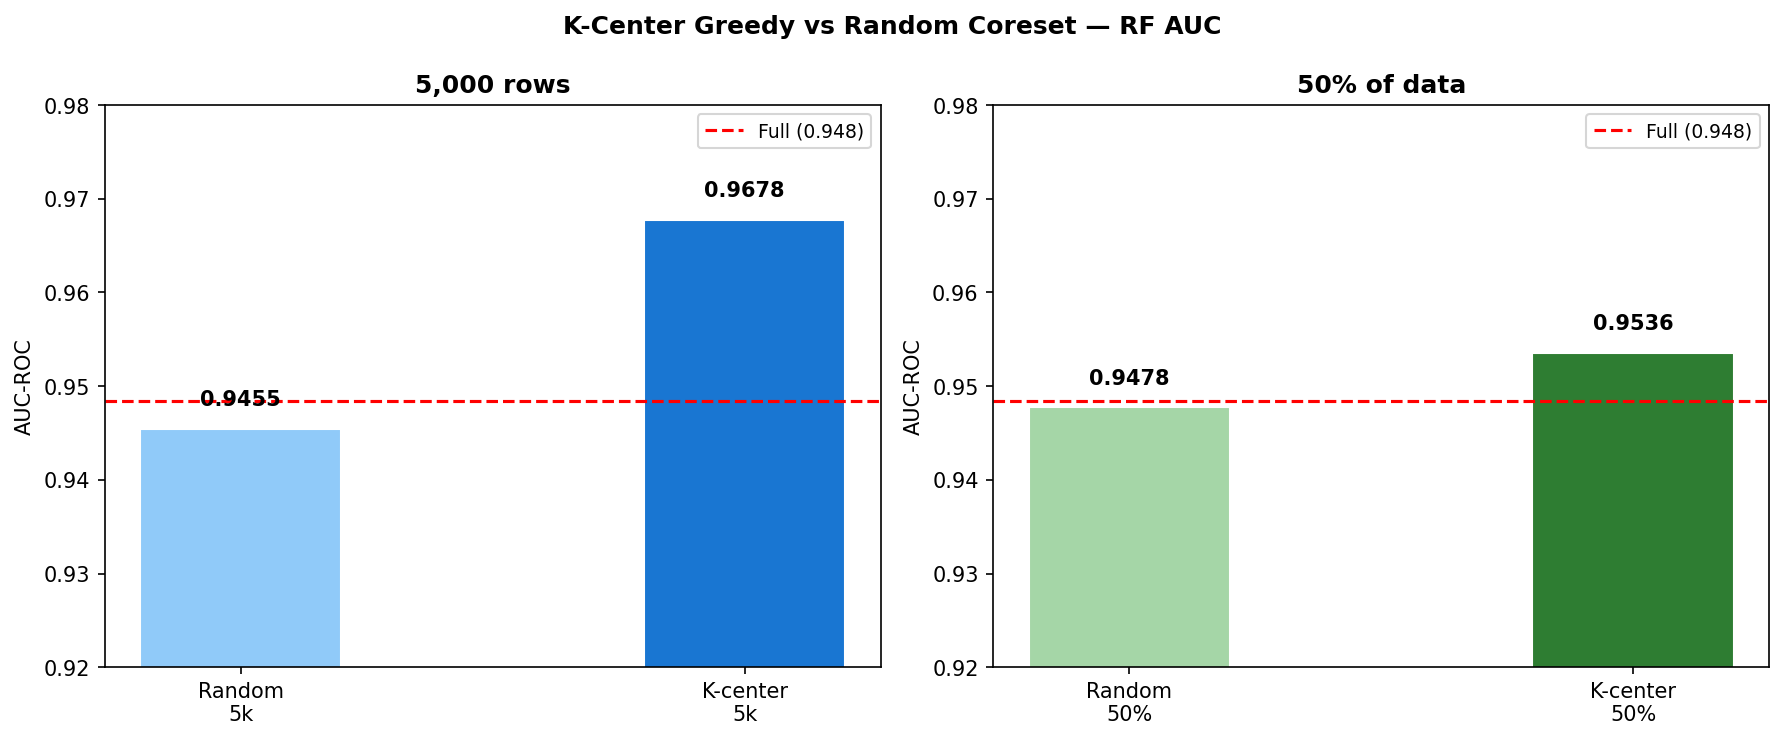 K-Center Greedy vs Random Coreset — RF AUC
5,000 rows
AUC-ROC
0.98
0.97
0.96
0.95
0.94
0.93
0.92
Full (0.948)
0.9455
0.9678
Random
5k
K-center
5k
50% of data
AUC-ROC
0.98
0.97
0.96
0.95
0.94
0.93
0.92
Full (0.948)
0.9478
0.9536
Random
50%
K-center
50%